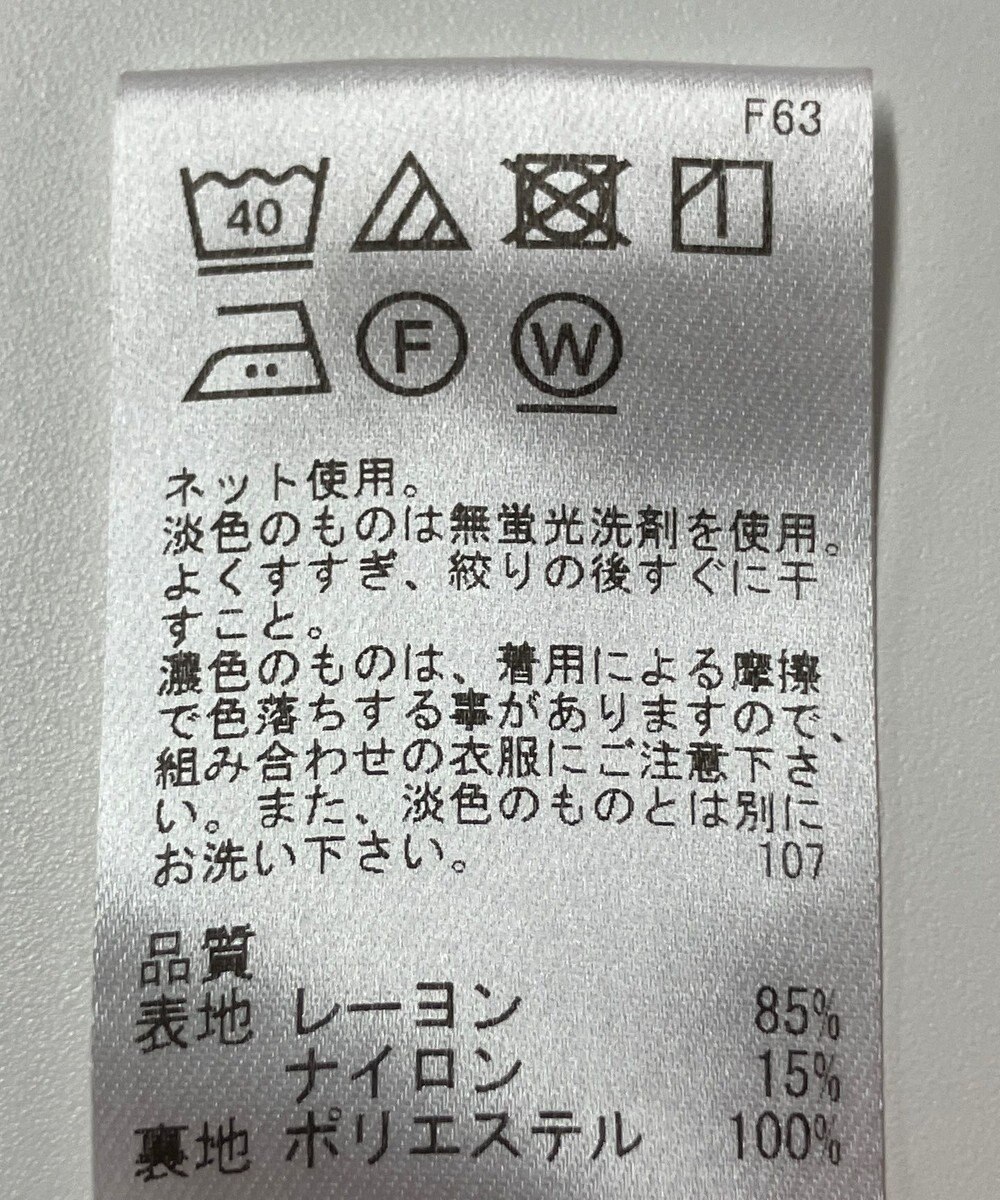 F63
40
F W
ネット使用。
淡色のものは無蛍光洗剤を使用。
よくすすぎ、絞りの後すぐに干
すこと。
濃色のものは、着用による摩擦
で色落ちする事がありますので、
組み合わせの衣服にご注意下さ
い。また、淡色のものとは別に
お洗い下さい。 107
品質
表地 レーヨン 85%
ナイロン 15%
裏地 ポリエステル 100%